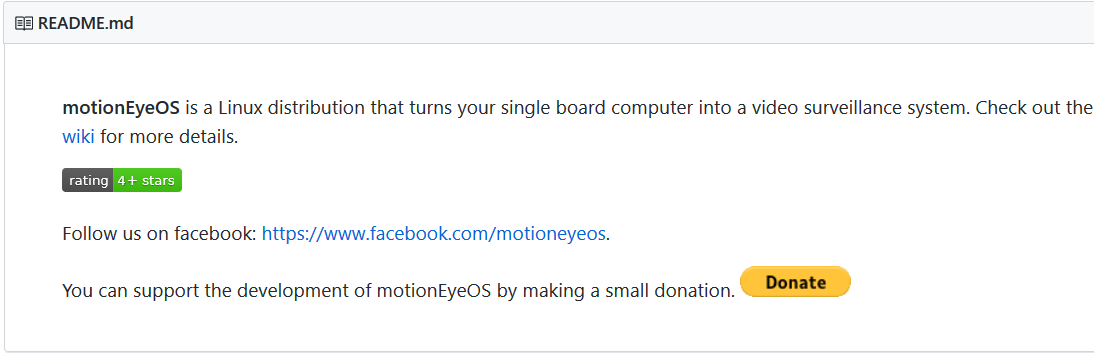 README.md
motionEyeOS is a Linux distribution that turns your single board computer into a video surveillance system. Check out the
wiki for more details.
rating 4+ stars
Follow us on facebook: https://www.facebook.com/motioneyeos.
You can support the development of motionEyeOS by making a small donation. Donate